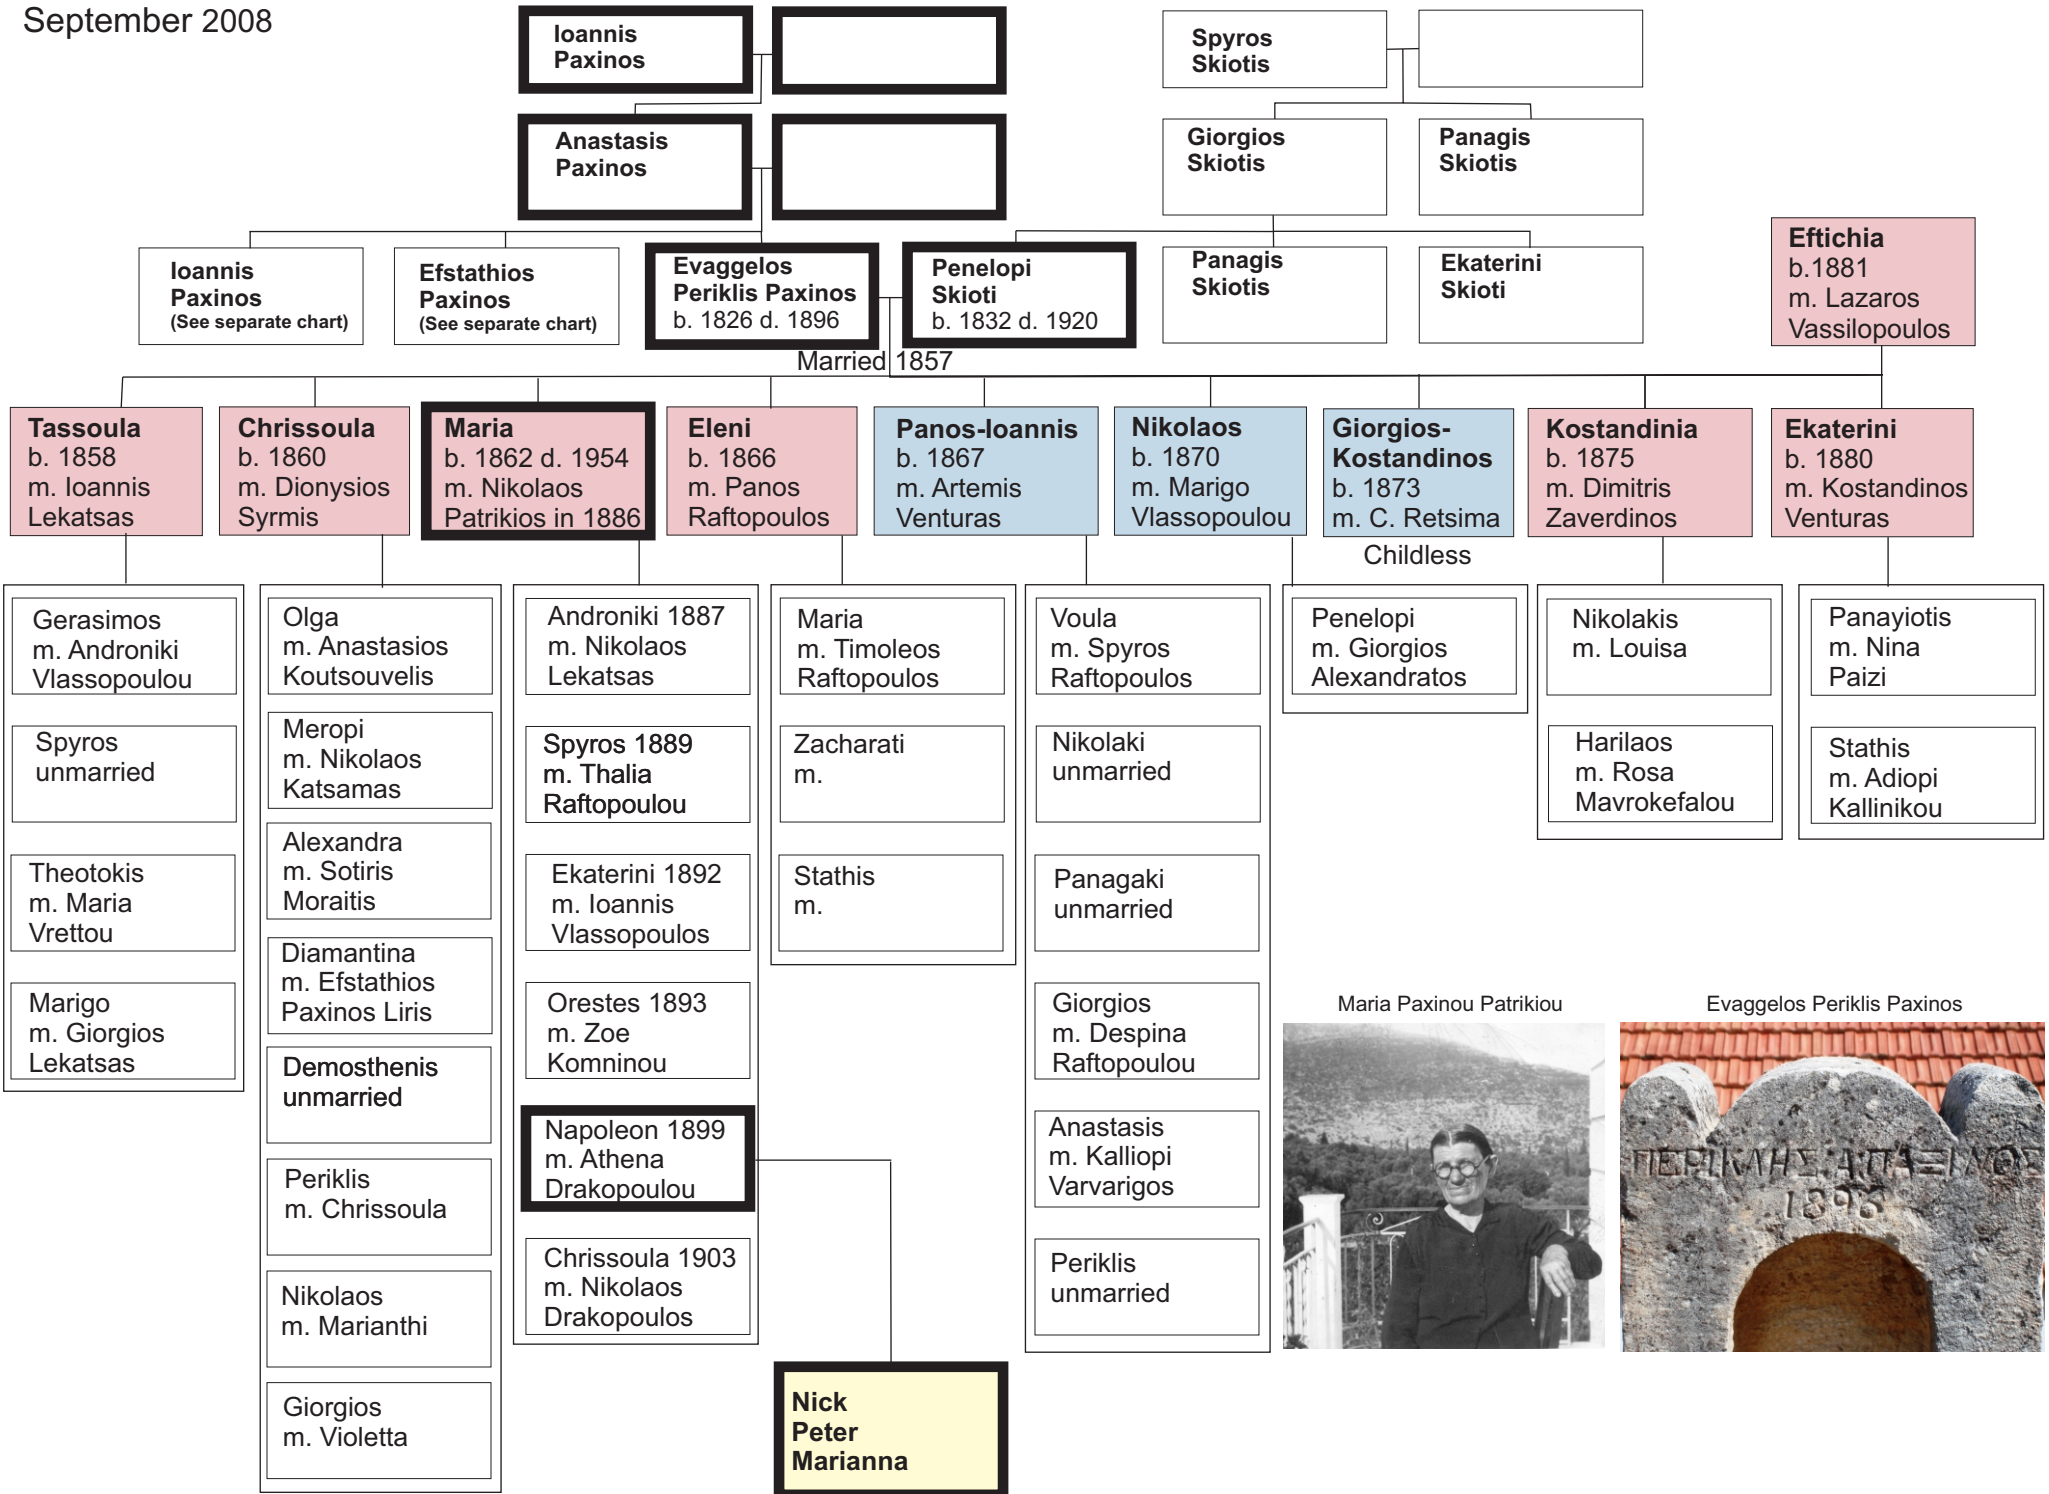 September 2008
Ioannis
Paxinos
Spyros
Skiotis
Anastasis
Paxinos
Giorgios
Skiotis
Panagis
Skiotis
Ioannis
Paxinos
(See separate chart)
Efstathios
Paxinos
(See separate chart)
Evaggelos
Periklis Paxinos
b. 1826 d. 1896
Penelopi
Skioti
b. 1832 d. 1920
Panagis
Skiotis
Ekaterini
Skioti
Eftichia
b.1881
m. Lazaros
Vassilopoulos
Married 1857
Tassoula
b. 1858
m. Ioannis
Lekatsas
Chrissoula
b. 1860
m. Dionysios
Syrmis
Maria
b. 1862 d. 1954
m. Nikolaos
Patrikios in 1886
Eleni
b. 1866
m. Panos
Raftopoulos
Panos-Ioannis
b. 1867
m. Artemis
Venturas
Nikolaos
b. 1870
m. Marigo
Vlassopoulou
Giorgios-
Kostandinos
b. 1873
m. C. Retsima
Childless
Kostandinia
b. 1875
m. Dimitris
Zaverdinos
Ekaterini
b. 1880
m. Kostandinos
Venturas
Gerasimos
m. Androniki
Vlassopoulou
Spyros
unmarried
Theotokis
m. Maria
Vrettou
Marigo
m. Giorgios
Lekatsas
Olga
m. Anastasios
Koutsouvelis
Meropi
m. Nikolaos
Katsamas
Alexandra
m. Sotiris
Moraitis
Diamantina
m. Efstathios
Paxinos Liris
Demosthenis
unmarried
Periklis
m. Chrissoula
Nikolaos
m. Marianthi
Giorgios
m. Violetta
Androniki 1887
m. Nikolaos
Lekatsas
Spyros 1889
m. Thalia
Raftopoulou
Ekaterini 1892
m. Ioannis
Vlassopoulos
Orestes 1893
m. Zoe
Komninou
Napoleon 1899
m. Athena
Drakopoulou
Chrissoula 1903
m. Nikolaos
Drakopoulos
Nick
Peter
Marianna
Maria
m. Timoleos
Raftopoulos
Zacharati
m.
Stathis
m.
Voula
m. Spyros
Raftopoulos
Nikolaki
unmarried
Panagaki
unmarried
Giorgios
m. Despina
Raftopoulou
Anastasis
m. Kalliopi
Varvarigos
Periklis
unmarried
Penelopi
m. Giorgios
Alexandratos
Nikolakis
m. Louisa
Harilaos
m. Rosa
Mavrokefalou
Panayiotis
m. Nina
Paizi
Stathis
m. Adiopi
Kallinikou
Maria Paxinou Patrikiou
Evaggelos Periklis Paxinos
ΠΕΡΙΚΛΗΣ Α ΠΑΞΙΝΟΣ
1896